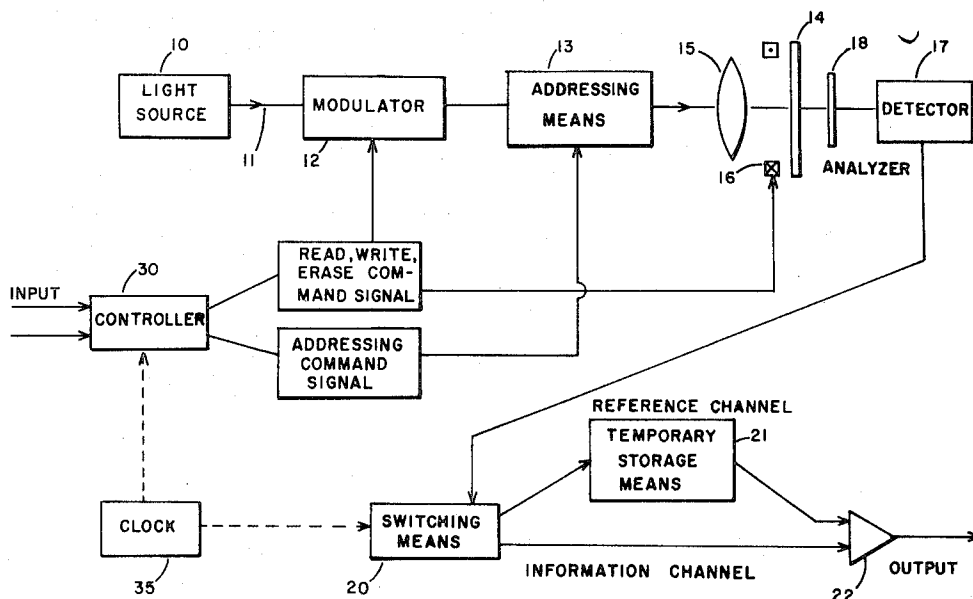 10
LIGHT
SOURCE
11
MODULATOR
12
13
ADDRESSING
MEANS
15
14
16
18
ANALYZER
17
DETECTOR
READ, WRITE,
ERASE COM-
MAND SIGNAL
30
INPUT
CONTROLLER
ADDRESSING
COMMAND
SIGNAL
REFERENCE CHANNEL
TEMPORARY
STORAGE
MEANS
21
CLOCK
35
SWITCHING
MEANS
20
INFORMATION CHANNEL
22
OUTPUT